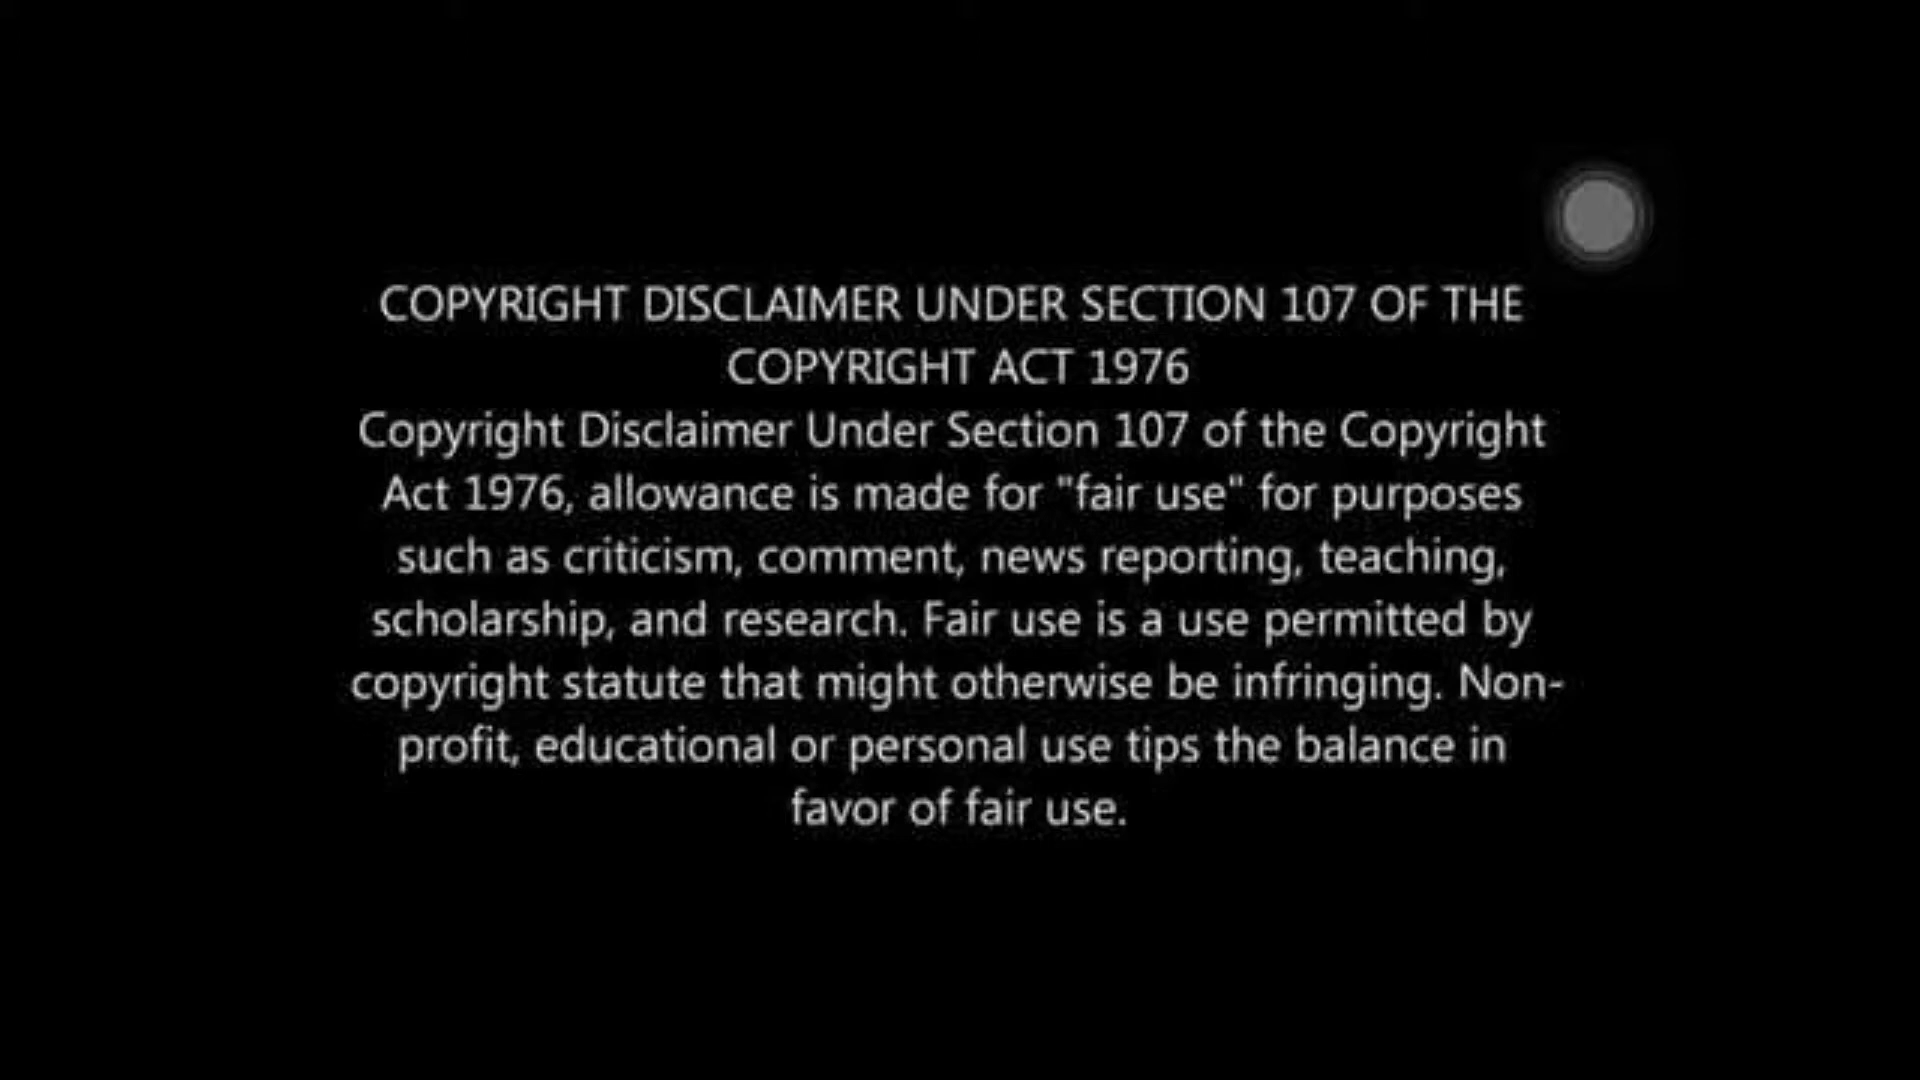 COPYRIGHT DISCLAIMER UNDER SECTION 107 OF THE
COPYRIGHT ACT 1976
Copyright Disclaimer Under Section 107 of the Copyright
Act 1976, allowance is made for "fair use" for purposes
such as criticism, comment, news reporting, teaching,
scholarship, and research. Fair use is a use permitted by
copyright statute that might otherwise be infringing. Non-
profit, educational or personal use tips the balance in
favor of fair use.